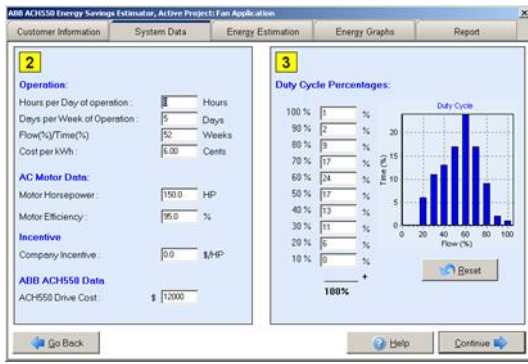 ABB ACH550 Energy Savings Estimator, Active Project: Fan Application
Customer Information System Data Energy Estimation Energy Graphs Report
2
Operation:
Hours per Day of operation : Hours
Days per Week of Operation : 5 Days
Flow(%)/Time(%) 52 Weeks
Cost per kWh : 6.00 Cents
AC Motor Data:
Motor Horsepower : 150.0 HP
Motor Efficiency : 95.0 %
Incentive
Company Incentive : 0.0 $/HP
ABB ACH550 Data
ACH550 Drive Cost : $ 12000
3
Duty Cycle Percentages:
100 % 1 %
90 % 2 %
80 % 9 %
70 % 17 %
60 % 24 %
50 % 17 %
40 % 13 %
30 % 11 %
20 % 6 %
10 % 0 %
+
100%
Duty Cycle
Time (%)
20
15
10
5
0
0 20 40 60 80 100
Flow (%)
Reset
Go Back Help Continue